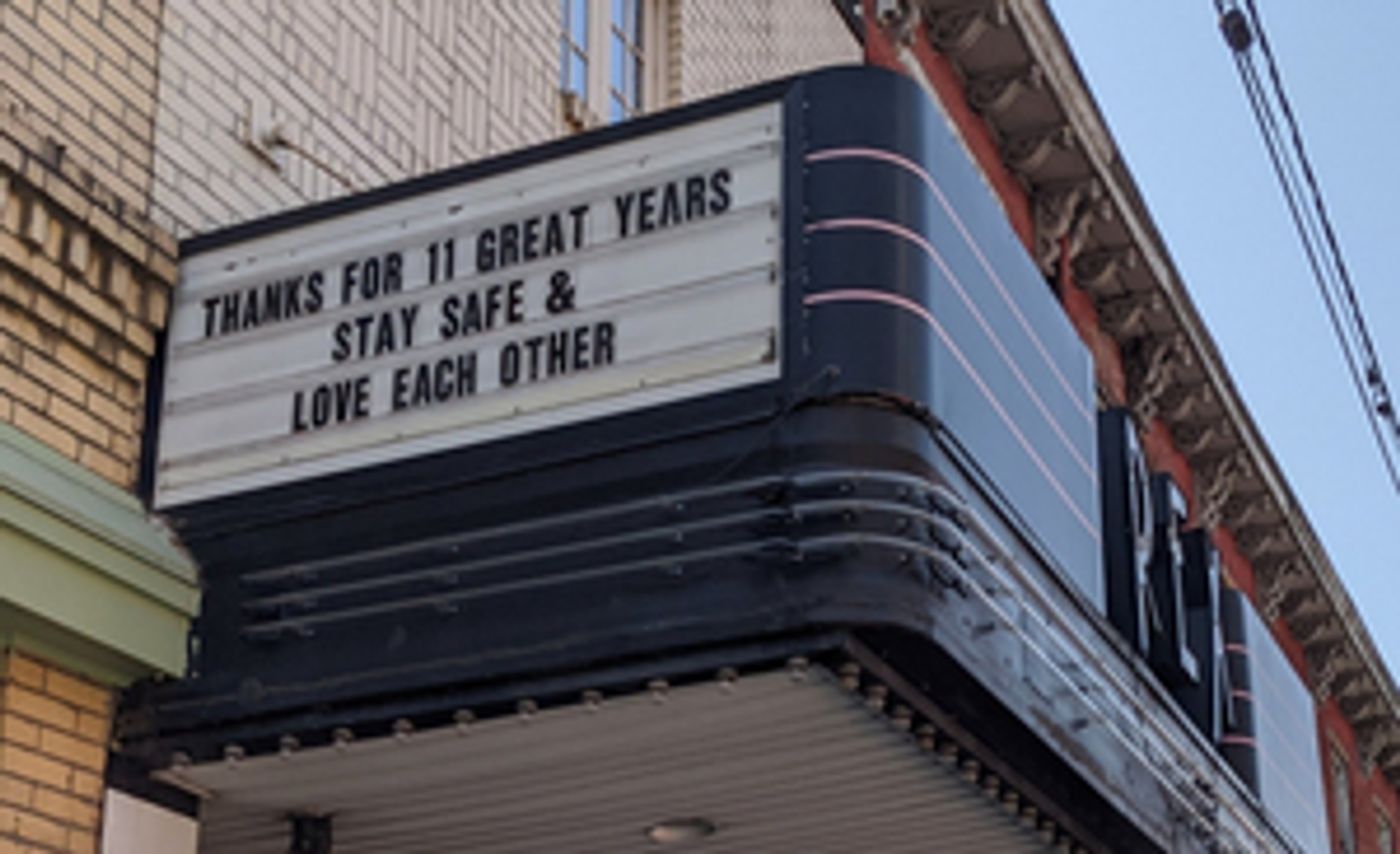 THANKS FOR 11 GREAT YEARS
STAY SAFE &
LOVE EACH OTHER